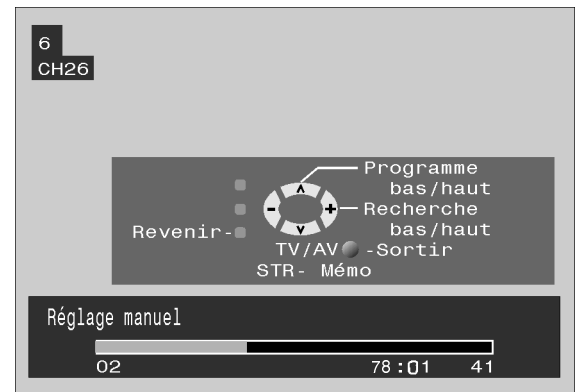 6
CH26
Programme
bas/haut
Recherche
bas/haut
Revenir-
TV/AV -Sortir
STR- Mémo
Réglage manuel
02 78:01 41